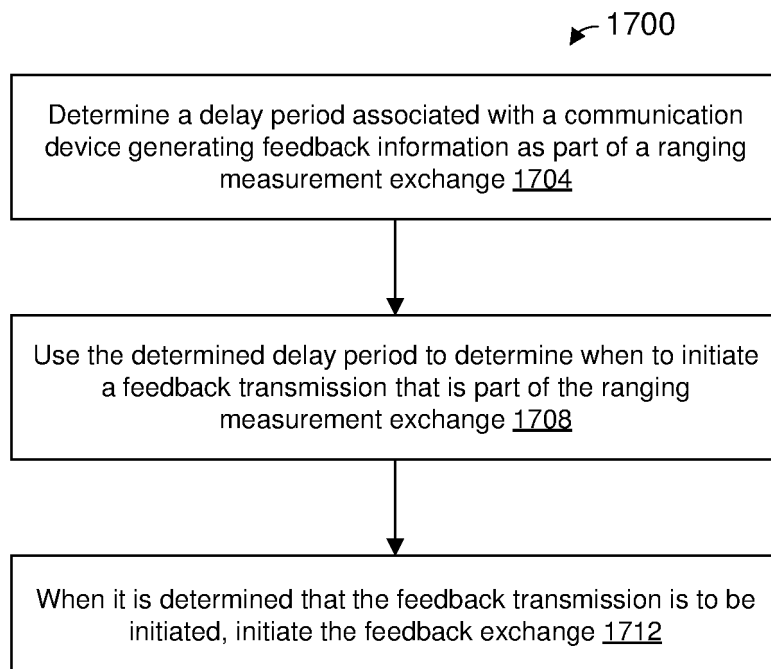 1700
Determine a delay period associated with a communication
device generating feedback information as part of a ranging
measurement exchange 1704
Use the determined delay period to determine when to initiate
a feedback transmission that is part of the ranging
measurement exchange 1708
When it is determined that the feedback transmission is to be
initiated, initiate the feedback exchange 1712